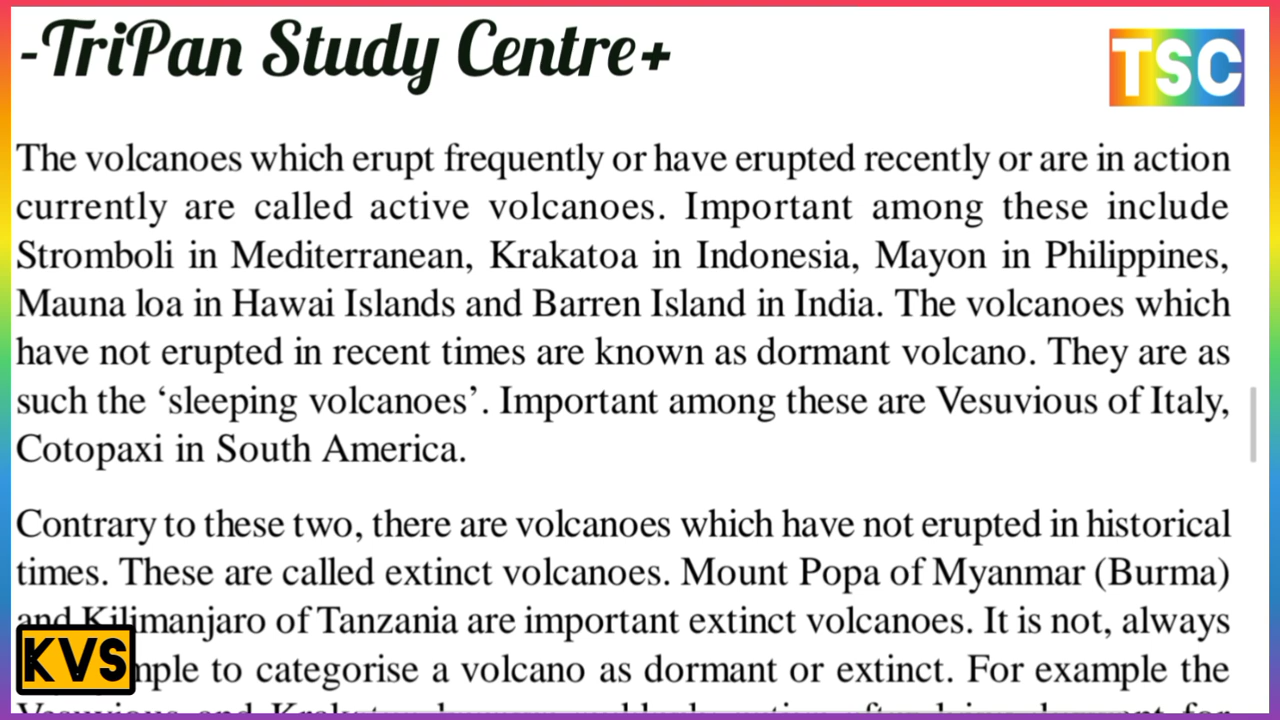 -TriPan Study Centre+
TSC
The volcanoes which erupt frequently or have erupted recently or are in action
currently are called active volcanoes. Important among these include
Stromboli in Mediterranean, Krakatoa in Indonesia, Mayon in Philippines,
Mauna loa in Hawai Islands and Barren Island in India. The volcanoes which
have not erupted in recent times are known as dormant volcano. They are as
such the ‘sleeping volcanoes’. Important among these are Vesuvious of Italy,
Cotopaxi in South America.
Contrary to these two, there are volcanoes which have not erupted in historical
times. These are called extinct volcanoes. Mount Popa of Myanmar (Burma)
and Kilimanjaro of Tanzania are important extinct volcanoes. It is not, always
KVS
to categorise a volcano as dormant or extinct. For example the